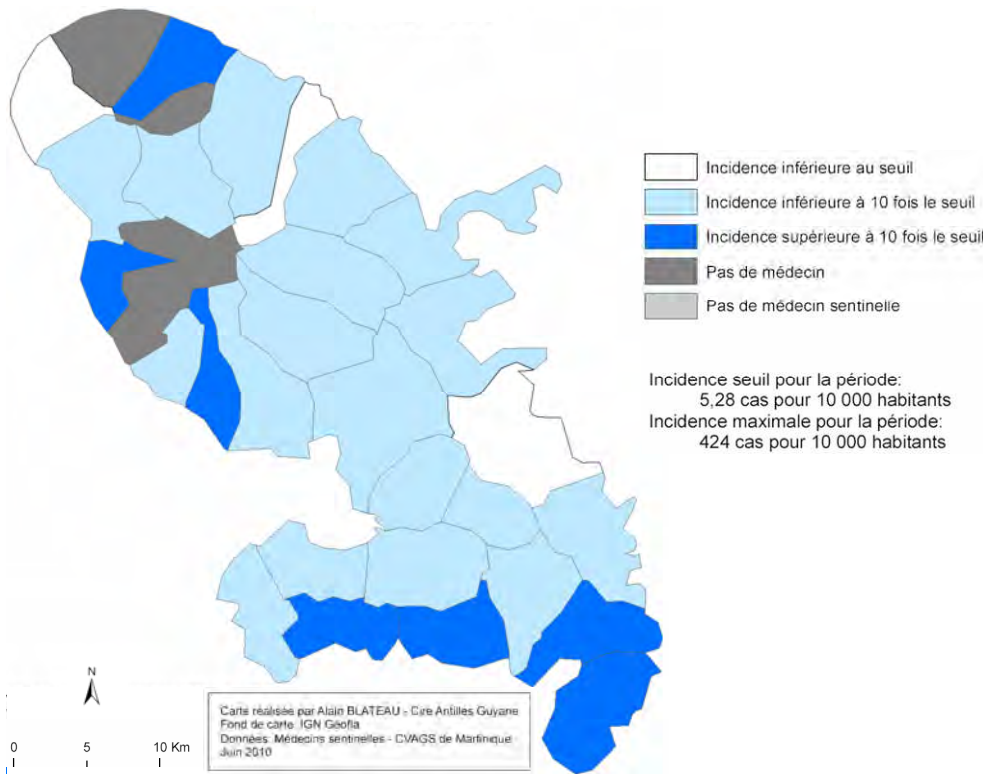 Incidence inférieure au seuil
Incidence inférieure à 10 fois le seuil
Incidence supérieure à 10 fois le seuil
Pas de médecin
Pas de médecin sentinelle
Incidence seuil pour la période:
5,28 cas pour 10 000 habitants
Incidence maximale pour la période:
424 cas pour 10 000 habitants
N
0 5 10 Km
Carte réalisée par Alain BLATEAU - Cire Antilles Guyane
Fond de carte: IGN Géofla
Données: Médecins sentinelles - CVAGS de Martinique
Juin 2010